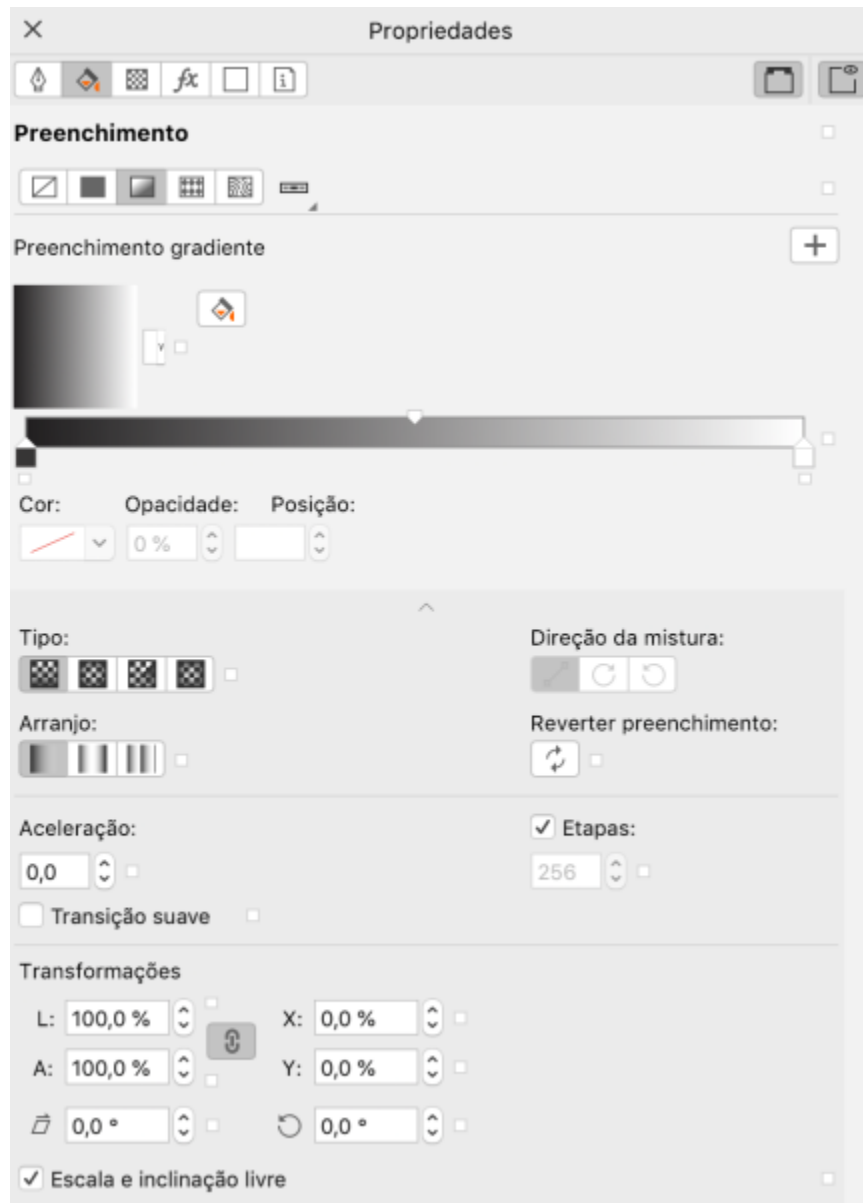 Propriedades
fx
Preenchimento
Preenchimento gradiente
Cor: Opacidade: Posição:
0 %
Tipo: Direção da mistura:
Arranjo: Reverter preenchimento:
Aceleração: Etapas:
0,0 256
Transição suave
Transformações
L: 100,0 % X: 0,0 %
A: 100,0 % Y: 0,0 %
0,0 ° 0,0 °
Escala e inclinação livre